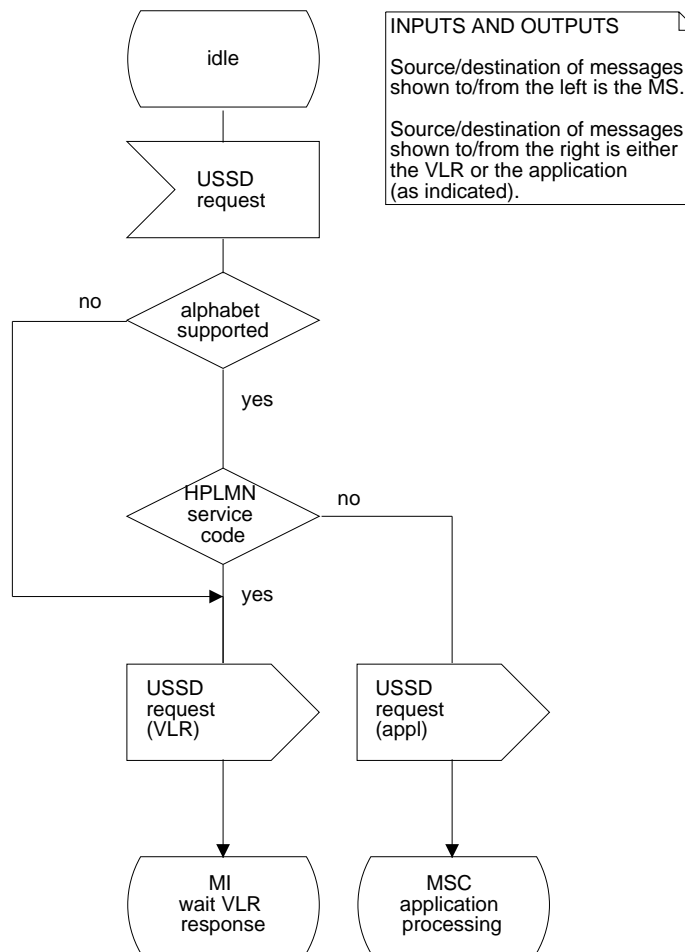 idle
INPUTS AND OUTPUTS
Source/destination of messages
shown to/from the left is the MS.
Source/destination of messages
shown to/from the right is either
the VLR or the application
(as indicated).
USSD
request
no
alphabet
supported
yes
HPLMN
service
code
no
yes
USSD
request
(VLR)
USSD
request
(appl)
MI
wait VLR
response
MSC
application
processing